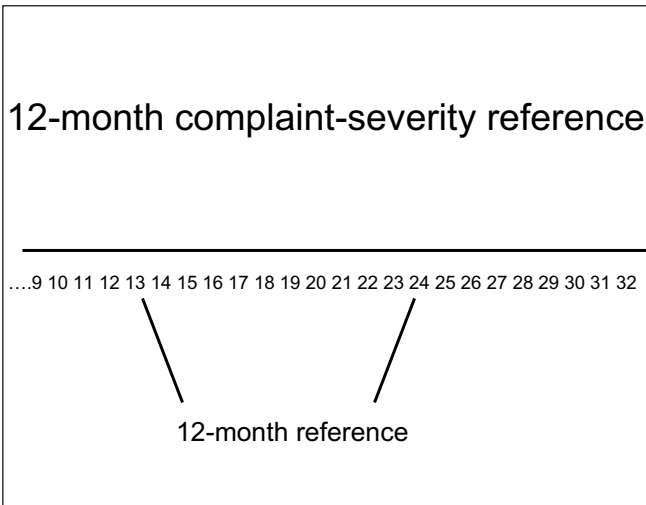 12-month complaint-severity reference
....9 10 11 12 13 14 15 16 17 18 19 20 21 22 23 24 25 26 27 28 29 30 31 32
12-month reference